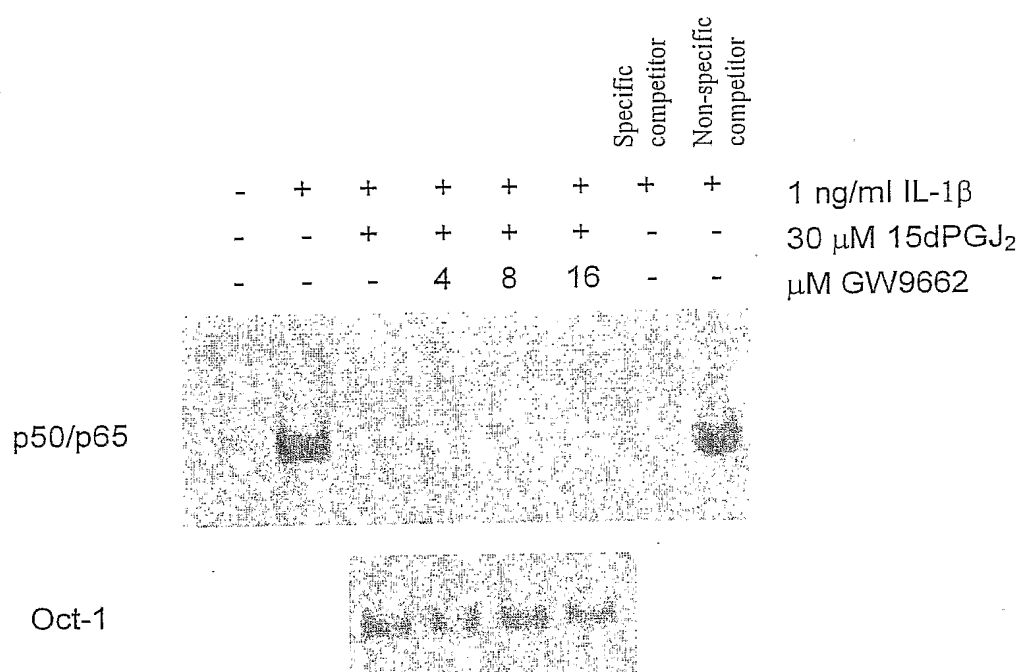 Specific
competitor
Non-specific
competitor
- + + + + + + + 1 ng/ml IL-1β
- - + + + + - - 30 μM 15dPGJ₂
- - - 4 8 16 - - μM GW9662
p50/p65
Oct-1